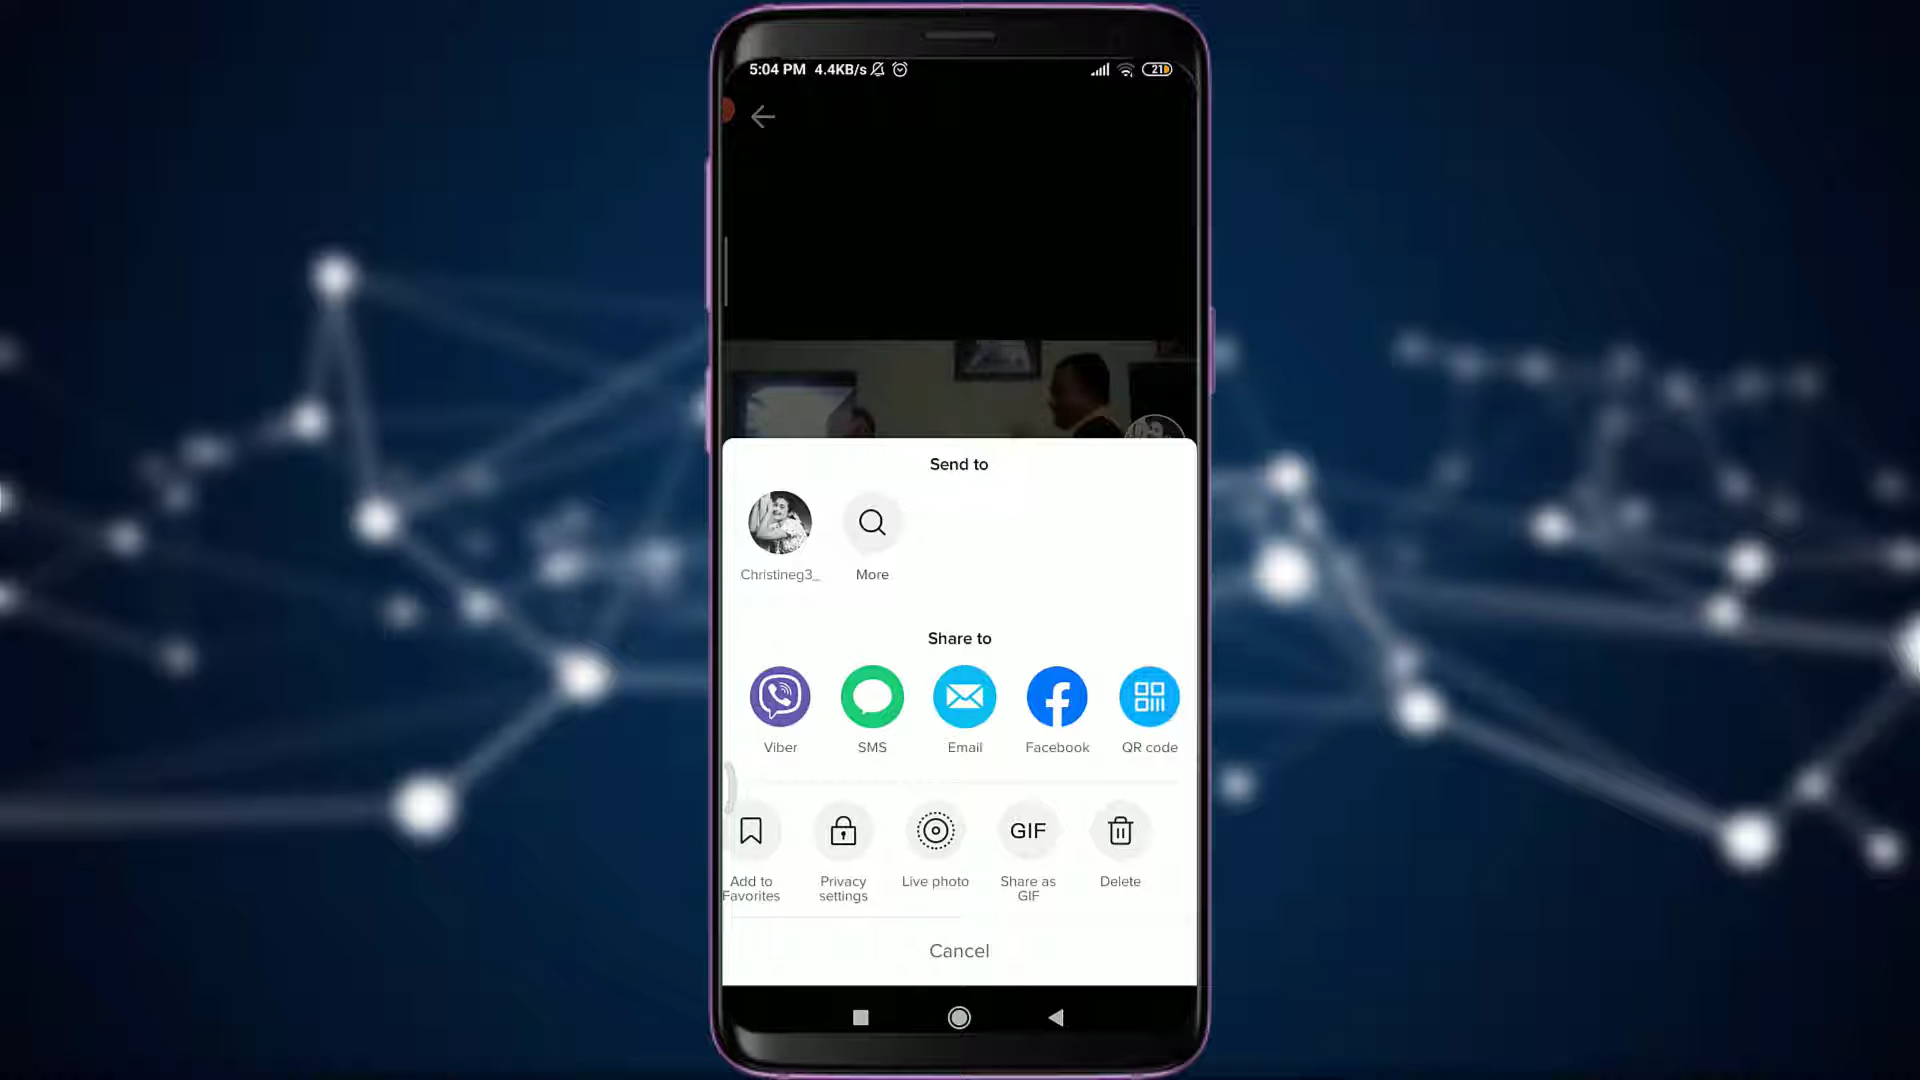 5:04 PM 4.4KB/s
21
Send to
Christineg3_
More
Share to
Viber
SMS
Email
Facebook
QR code
Add to
Favorites
Privacy
settings
Live photo
GIF
Share as
GIF
Delete
Cancel